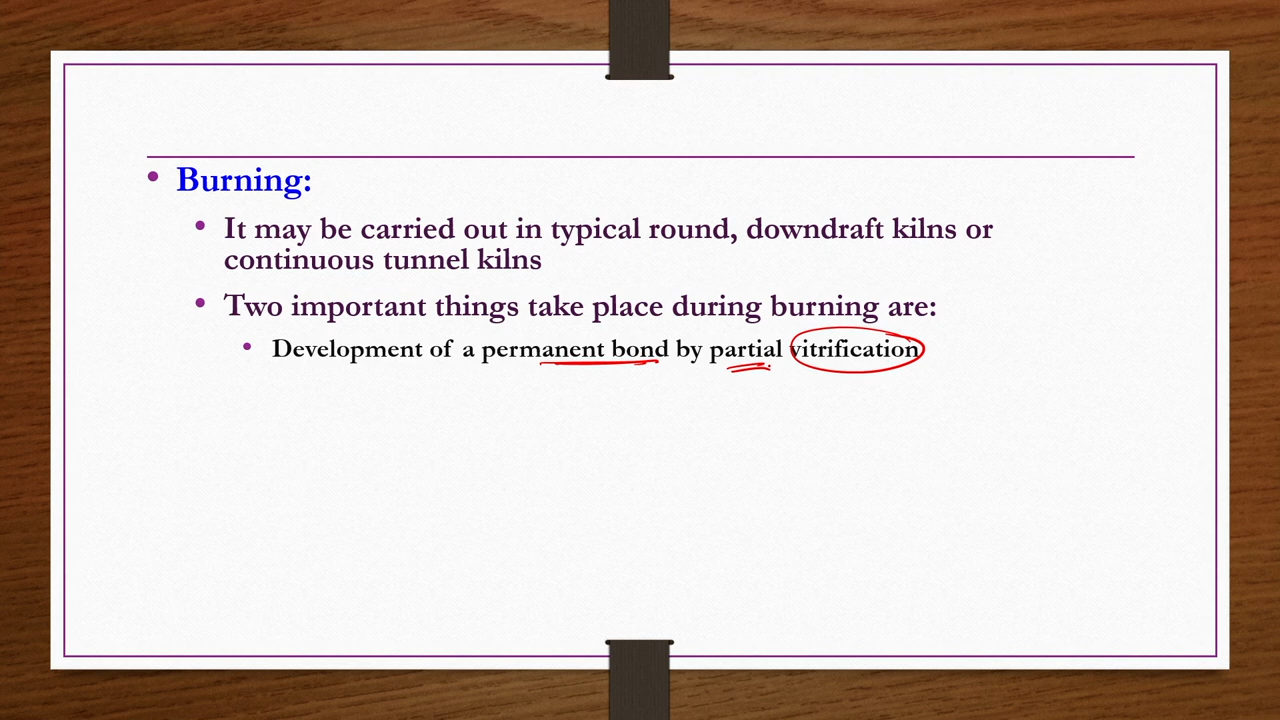 Burning:
It may be carried out in typical round, downdraft kilns or
continuous tunnel kilns
Two important things take place during burning are:
Development of a permanent bond by partial vitrification